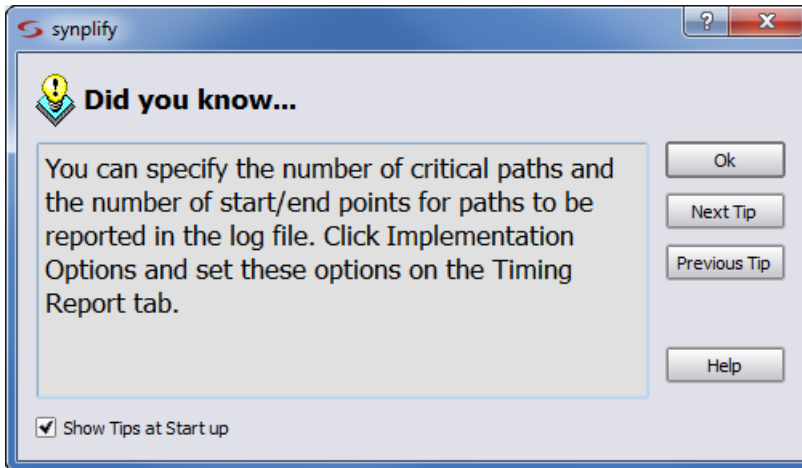 synplify
?
X
Did you know...
You can specify the number of critical paths and
the number of start/end points for paths to be
reported in the log file. Click Implementation
Options and set these options on the Timing
Report tab.
Ok
Next Tip
Previous Tip
Help
Show Tips at Start up